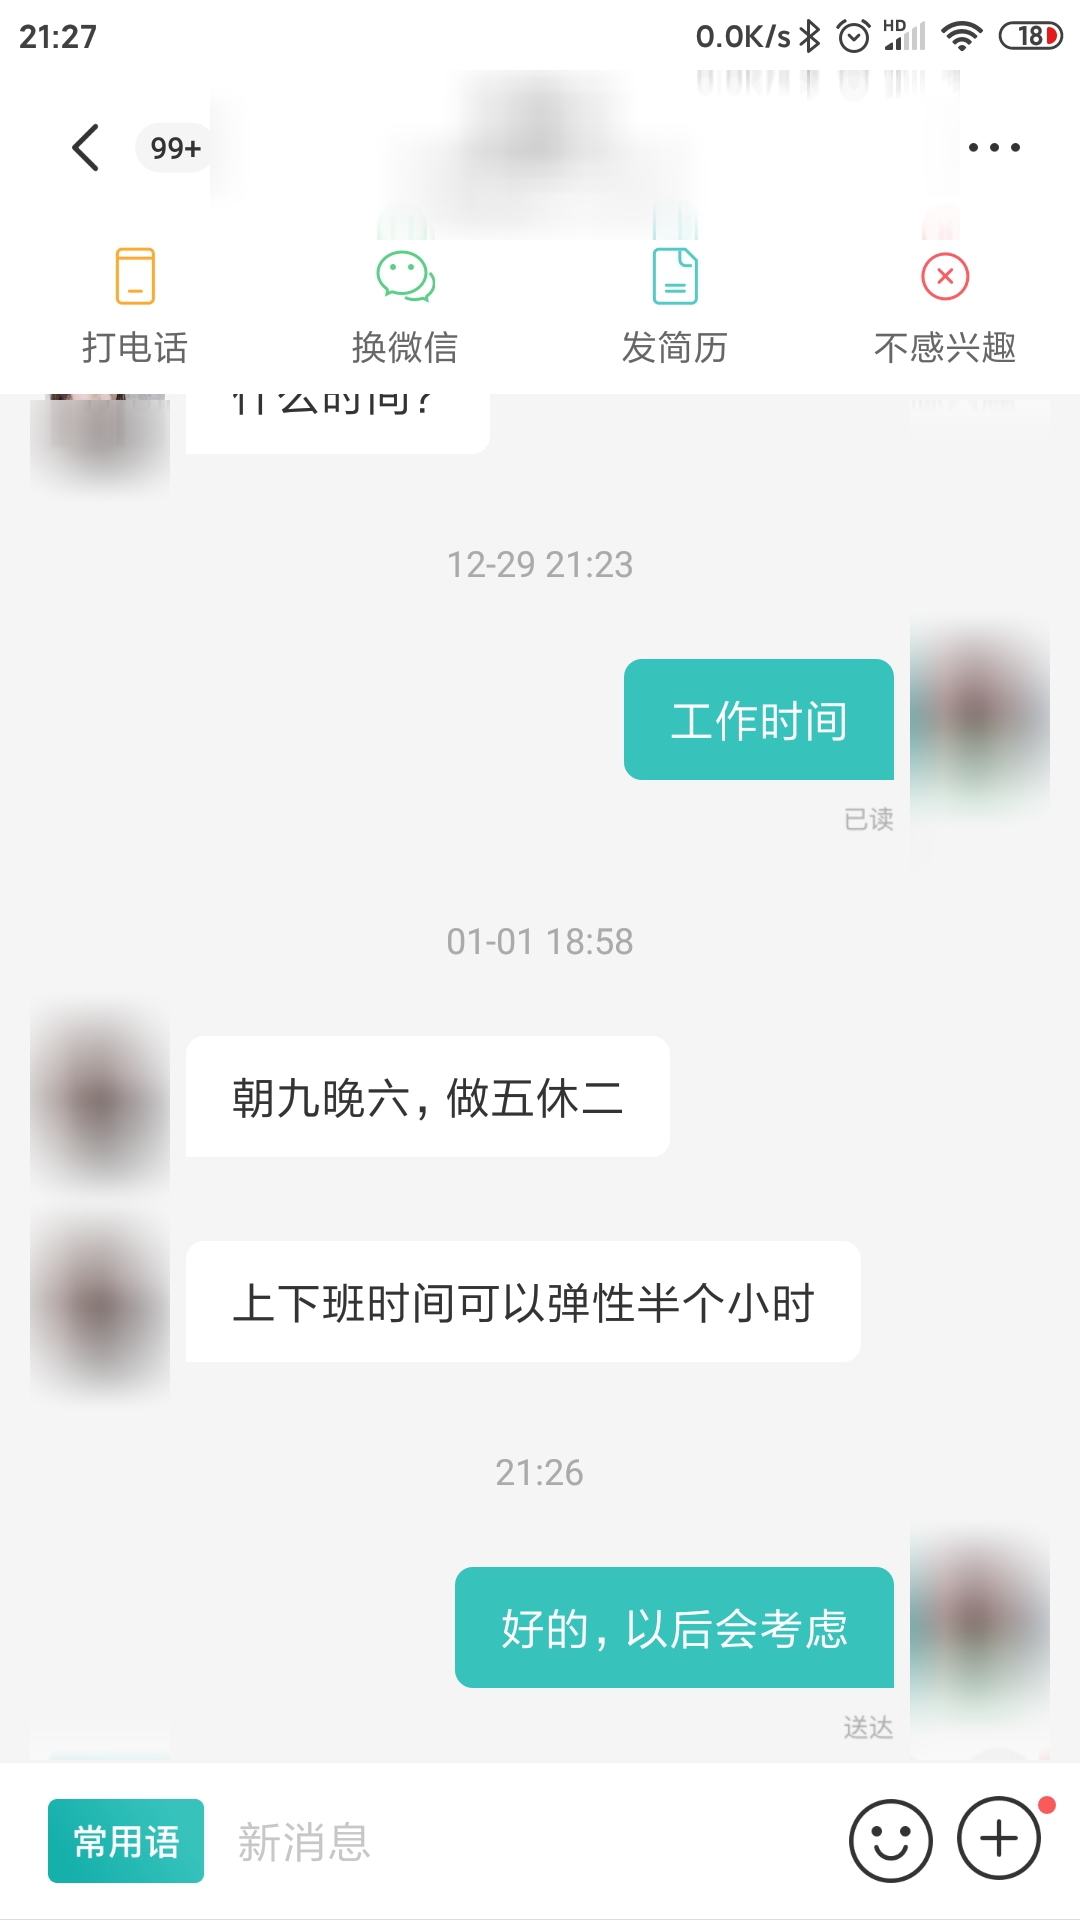 21:27
0.0K/s HD 18
99+
打电话 换微信 发简历 不感兴趣
什么时间?
12-29 21:23
工作时间
已读
01-01 18:58
朝九晚六，做五休二
上下班时间可以弹性半个小时
21:26
好的，以后会考虑
送达
常用语 新消息